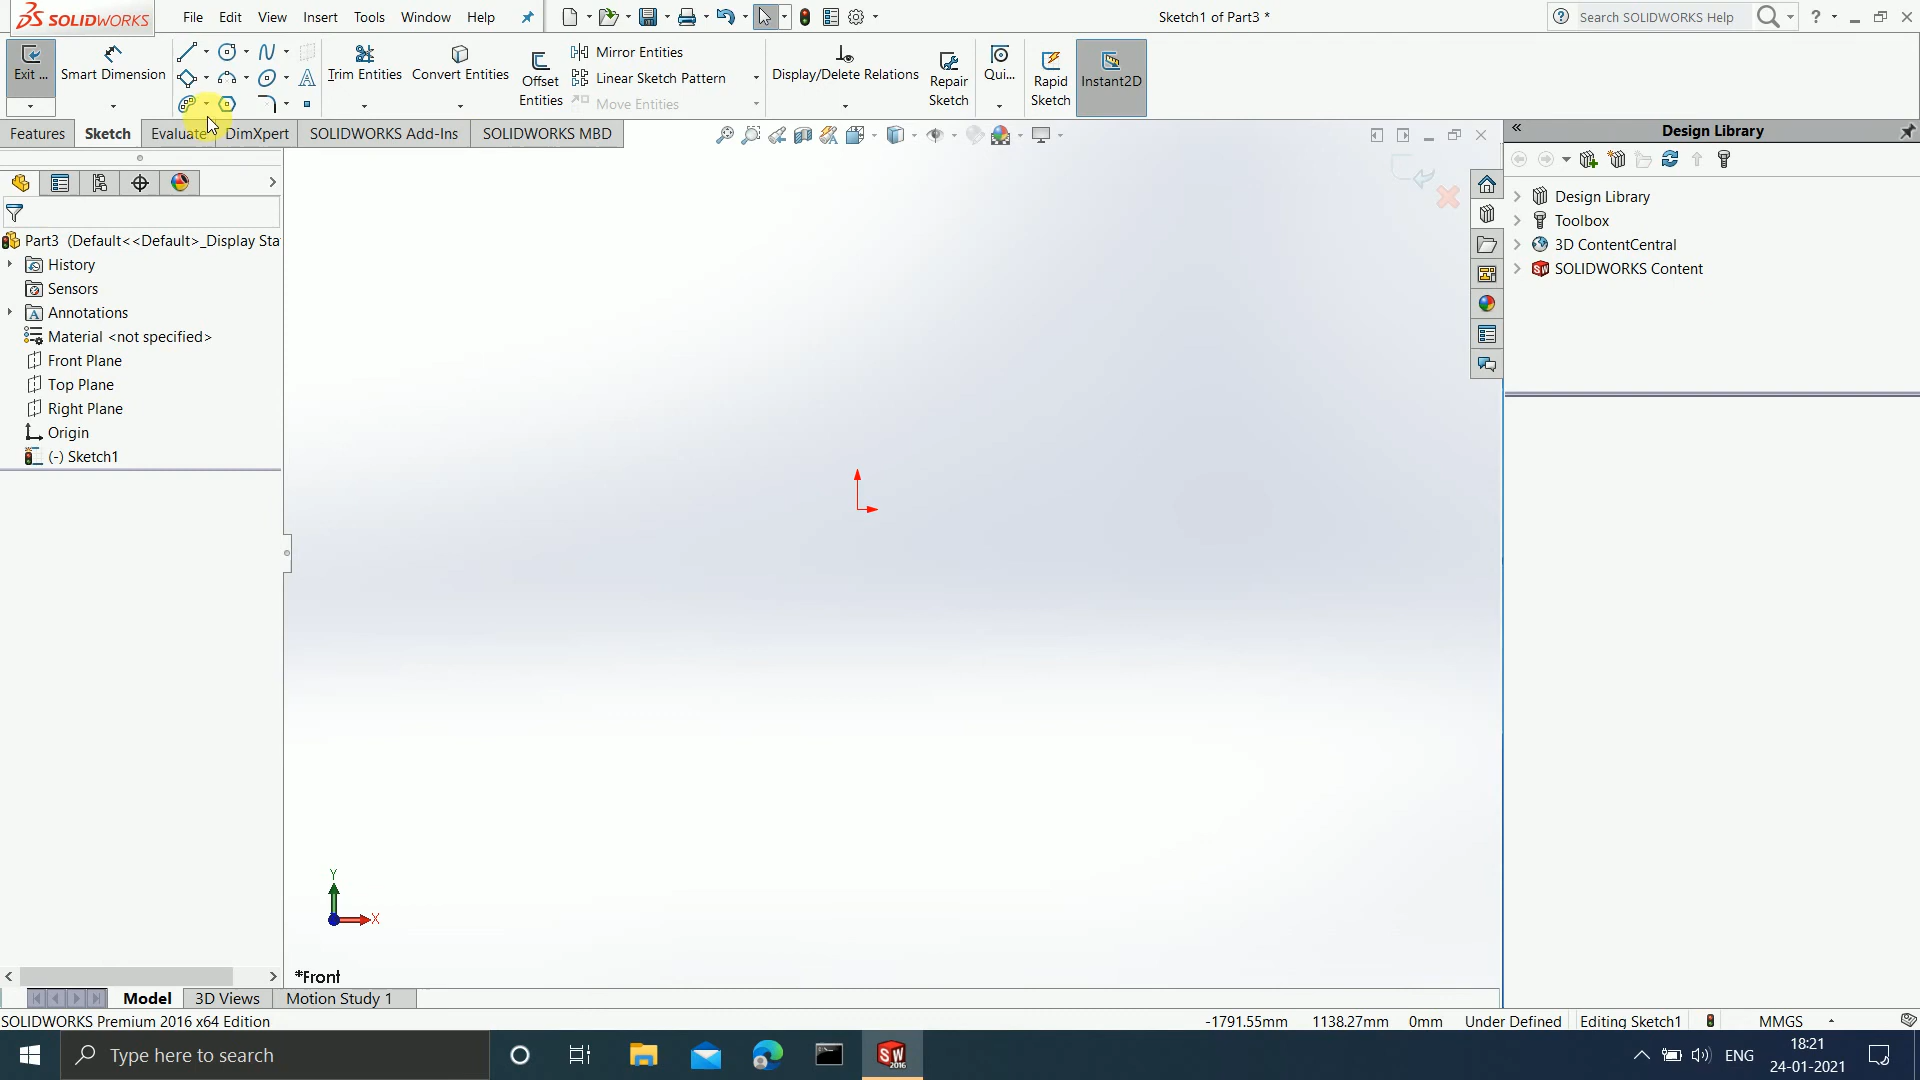 SOLIDWORKS File Edit View Insert Tools Window Help Sketch1 of Part3 * Search SOLIDWORKS Help
Exit ... Smart Dimension Trim Entities Convert Entities Offset Entities Mirror Entities
Linear Sketch Pattern
Move Entities
Display/Delete Relations Repair Sketch Qui... Rapid Sketch Instant2D
Features Sketch Evaluate DimXpert SOLIDWORKS Add-Ins SOLIDWORKS MBD
Design Library
Design Library
Toolbox
3D ContentCentral
SOLIDWORKS Content
Part3 (Default<<Default>_Display Sta
History
Sensors
Annotations
Material <not specified>
Front Plane
Top Plane
Right Plane
Origin
(-) Sketch1
Y
X
*Front
Model 3D Views Motion Study 1
SOLIDWORKS Premium 2016 x64 Edition -1791.55mm 1138.27mm 0mm Under Defined Editing Sketch1 MMGS
Type here to search
SW
2016
ENG
18:21
24-01-2021